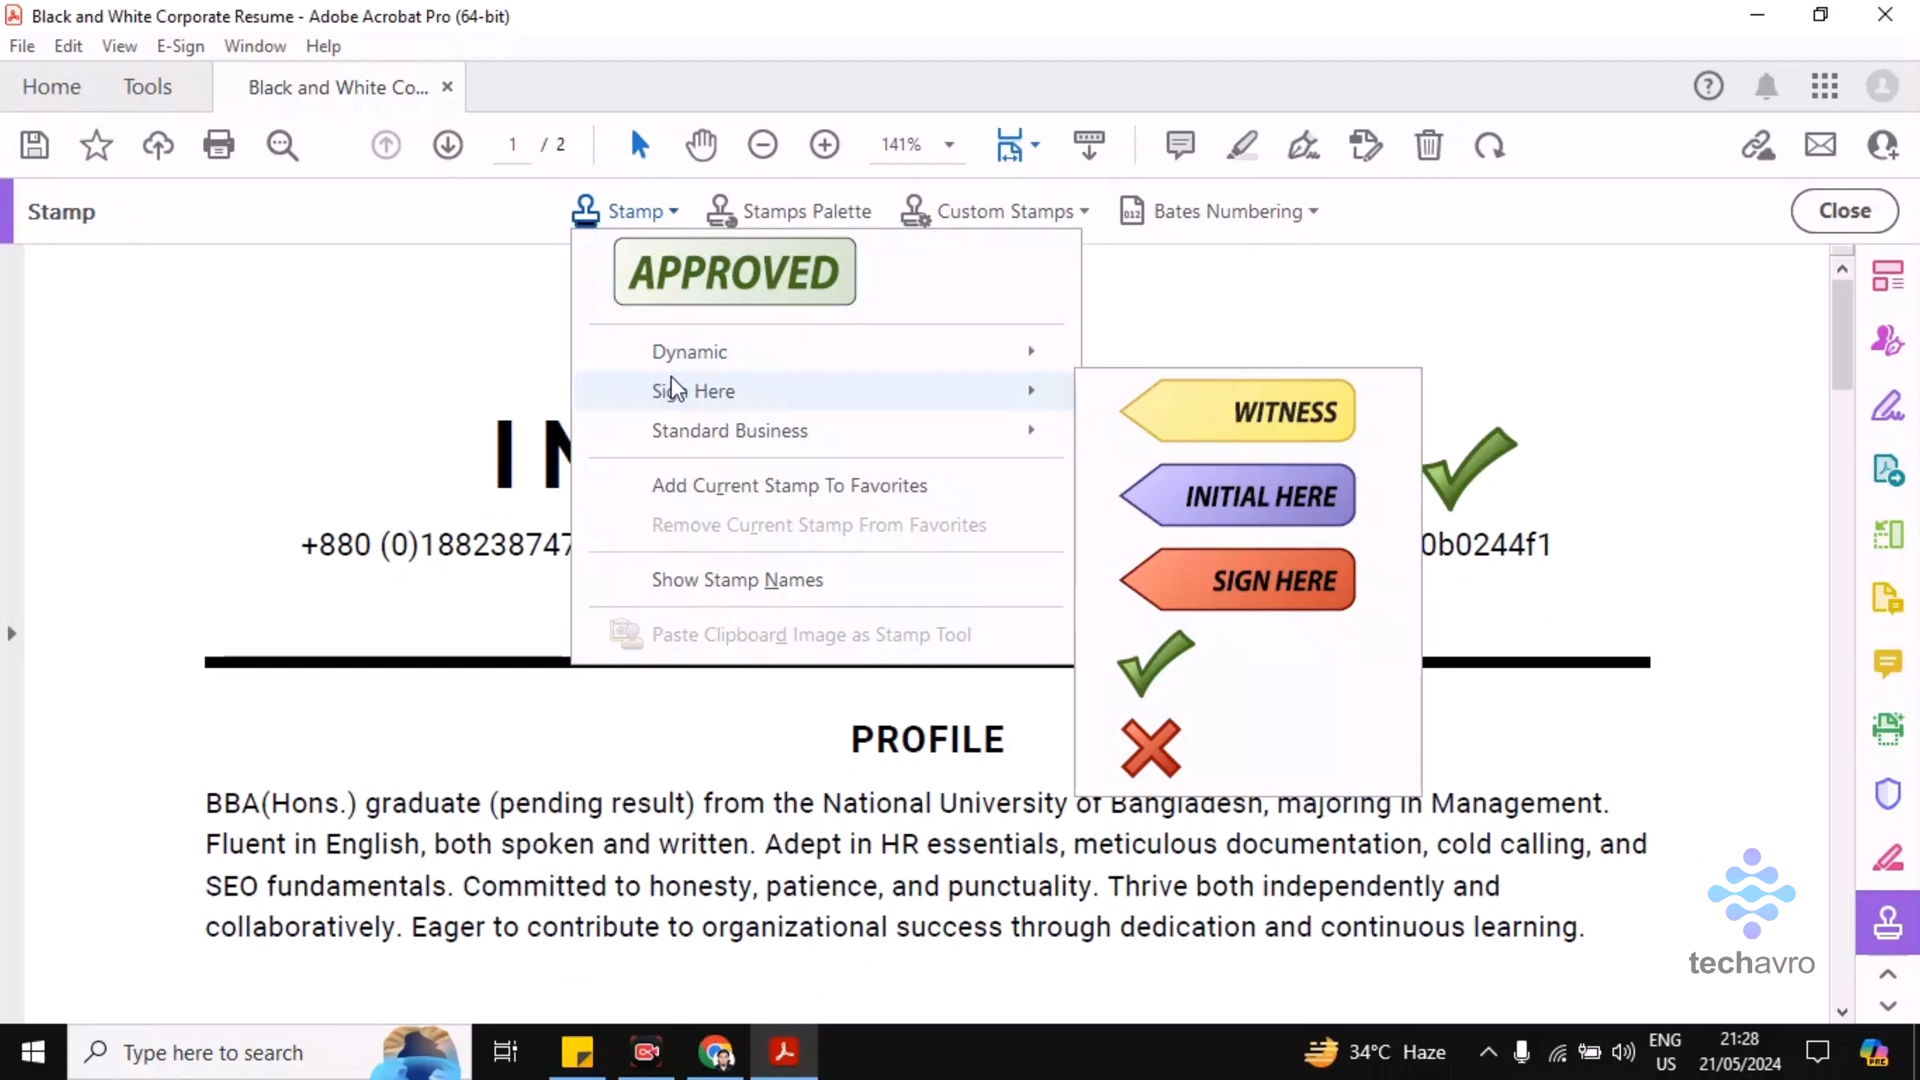 Black and White Corporate Resume - Adobe Acrobat Pro (64-bit)
File Edit View E-Sign Window Help
Home Tools Black and White Co...
1 / 2 141%
Stamp Stamp Stamps Palette Custom Stamps 012 Bates Numbering Close
APPROVED
Dynamic
Sign Here
Standard Business
Add Current Stamp To Favorites
Remove Current Stamp From Favorites
Show Stamp Names
Paste Clipboard Image as Stamp Tool
WITNESS
INITIAL HERE
SIGN HERE
I N
+880 (0)188238747 0b0244f1
PROFILE
BBA(Hons.) graduate (pending result) from the National University of Bangladesh, majoring in Management.
Fluent in English, both spoken and written. Adept in HR essentials, meticulous documentation, cold calling, and
SEO fundamentals. Committed to honesty, patience, and punctuality. Thrive both independently and
collaboratively. Eager to contribute to organizational success through dedication and continuous learning.
techavro
Type here to search
34°C Haze
ENG
US
21:28
21/05/2024
PRE